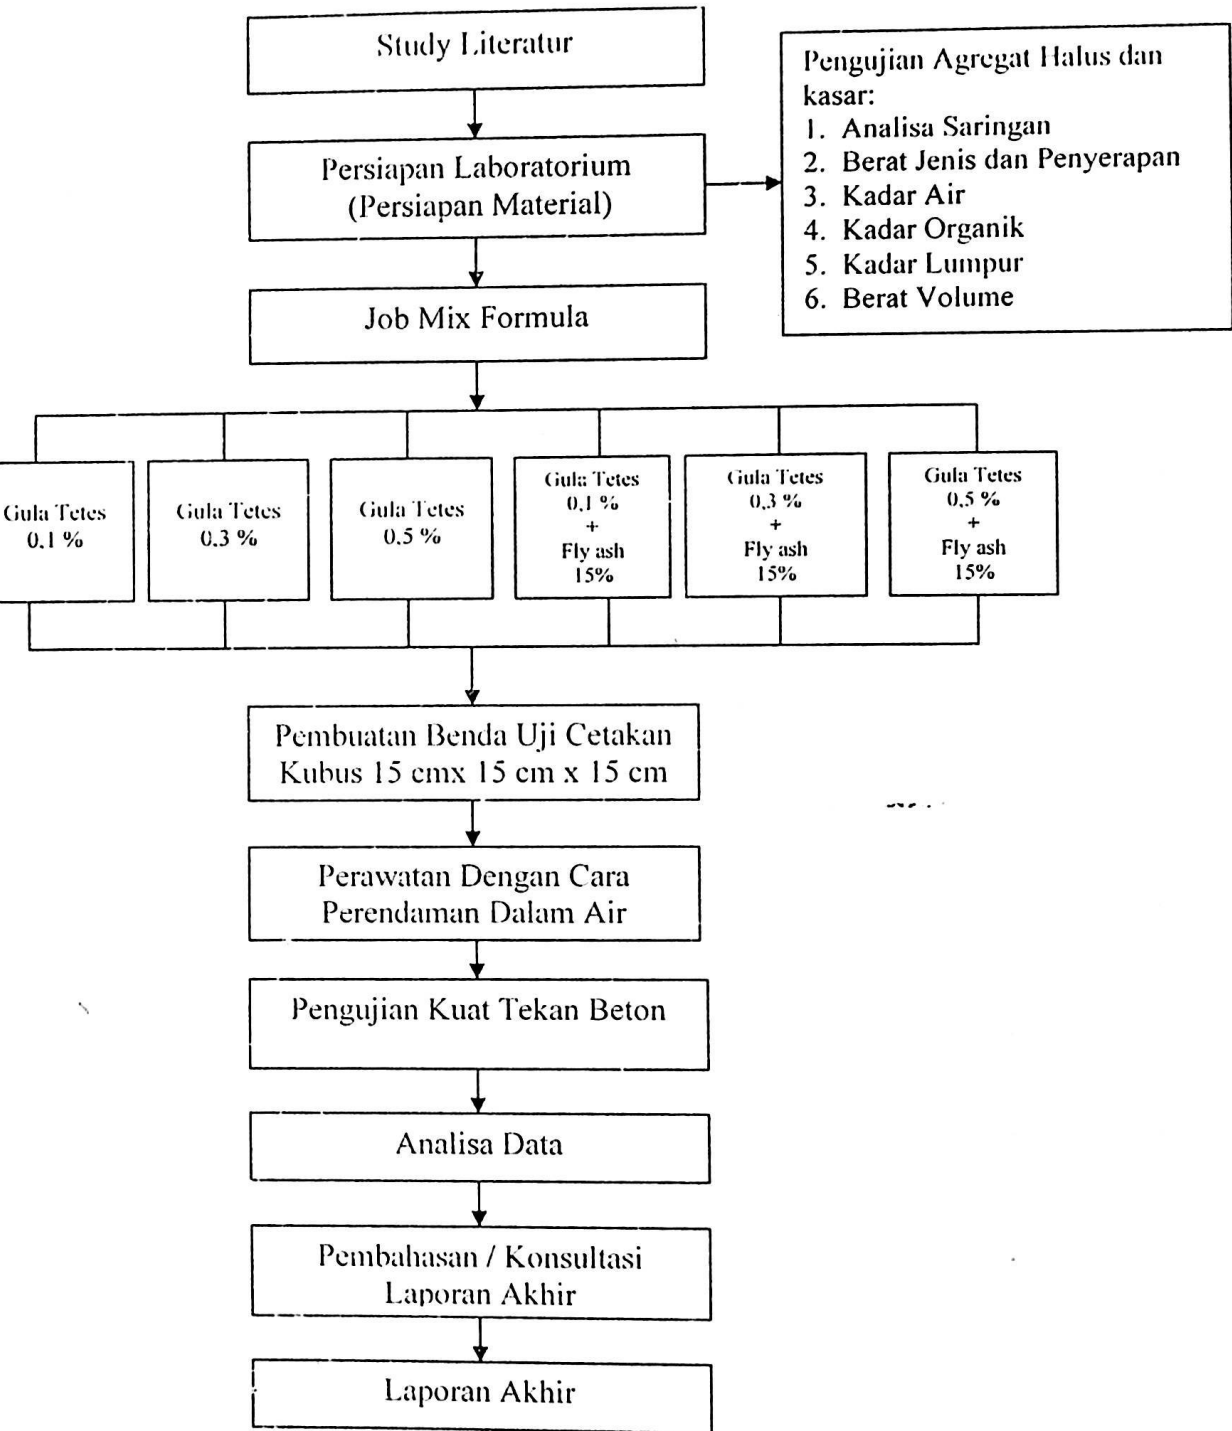 Study Literatur
Persiapan Laboratorium
(Persiapan Material)
Pengujian Agregat Halus dan
kasar:
1. Analisa Saringan
2. Berat Jenis dan Penyerapan
3. Kadar Air
4. Kadar Organik
5. Kadar Lumpur
6. Berat Volume
Job Mix Formula
Gula Tetes
0.1 %
Gula Tetes
0.3 %
Gula Tetes
0.5 %
Gula Tetes
0,1 %
+
Fly ash
15%
Gula Tetes
0,3 %
+
Fly ash
15%
Gula Tetes
0,5 %
+
Fly ash
15%
Pembuatan Benda Uji Cetakan
Kubus 15 cmx 15 cm x 15 cm
Perawatan Dengan Cara
Perendaman Dalam Air
Pengujian Kuat Tekan Beton
Analisa Data
Pembahasan / Konsultasi
Laporan Akhir
Laporan Akhir